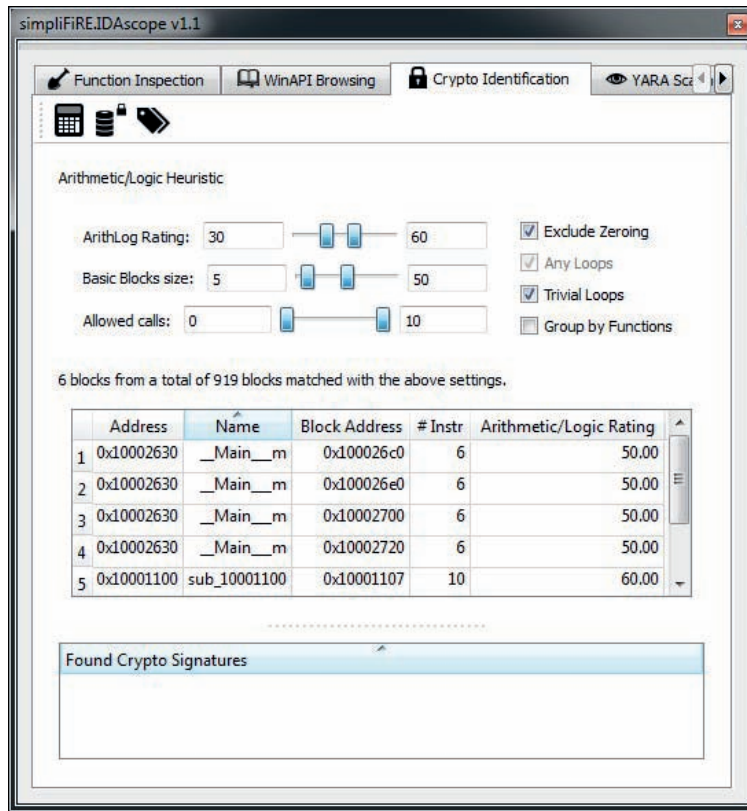 simpliFiRE.IDAscope v1.1
Function Inspection WinAPI Browsing Crypto Identification YARA Sca
Arithmetic/Logic Heuristic
ArithLog Rating: 30 60 Exclude Zeroing
Any Loops
Basic Blocks size: 5 50
Trivial Loops
Allowed calls: 0 10 Group by Functions
6 blocks from a total of 919 blocks matched with the above settings.
Address Name Block Address # Instr Arithmetic/Logic Rating
1 0x10002630 __Main__m 0x100026c0 6 50.00
2 0x10002630 __Main__m 0x100026e0 6 50.00
3 0x10002630 __Main__m 0x10002700 6 50.00
4 0x10002630 __Main__m 0x10002720 6 50.00
5 0x10001100 sub_10001100 0x10001107 10 60.00
Found Crypto Signatures